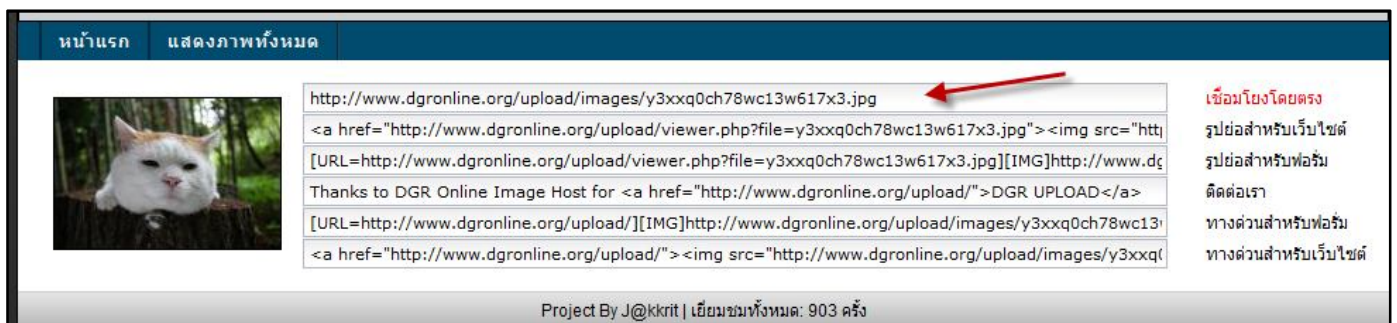 หน้าแรก แสดงภาพทั้งหมด
http://www.dgronline.org/upload/images/y3xxq0ch78wc13w617x3.jpg เชื่อมโยงโดยตรง
<a href="http://www.dgronline.org/upload/viewer.php?file=y3xxq0ch78wc13w617x3.jpg"><img src="http รูปย่อสำหรับเว็บไซต์
[URL=http://www.dgronline.org/upload/viewer.php?file=y3xxq0ch78wc13w617x3.jpg][IMG]http://www.dg รูปย่อสำหรับฟอรั่ม
Thanks to DGR Online Image Host for <a href="http://www.dgronline.org/upload/">DGR UPLOAD</a> ติดต่อเรา
[URL=http://www.dgronline.org/upload/][IMG]http://www.dgronline.org/upload/images/y3xxq0ch78wc13 ทางด่วนสำหรับฟอรั่ม
<a href="http://www.dgronline.org/upload/"><img src="http://www.dgronline.org/upload/images/y3xxq ทางด่วนสำหรับเว็บไซต์
Project By J@kkrit | เยี่ยมชมทั้งหมด: 903 ครั้ง